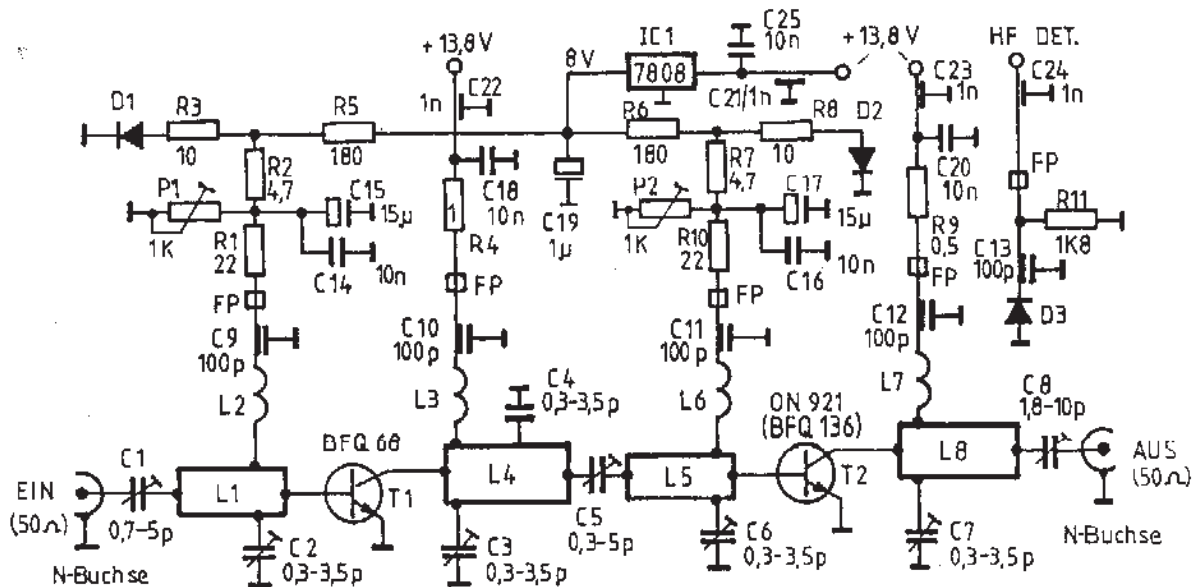 +13,8V
8V
IC1
7808
C25
10n
+13,8V
HF DET.
C22
1n
C21/1n
C23
1n
C24
1n
D1
R3
10
R5
180
R6
180
R8
10
D2
R2
4,7
C18
10n
C19
1µ
R7
4,7
C20
10n
FP
P1
1K
C15
15µ
1
R4
P2
1K
C17
15µ
R9
0,5
R11
1K8
R1
22
C14
10n
R10
22
C16
10n
C13
100p
FP
FP
FP
FP
D3
C9
100p
C10
100p
C11
100p
C12
100p
L2
L3
C4
0,3-3,5p
L6
ON 921
(BFQ 136)
L7
C8
1,8-10p
BFQ 68
C1
0,7-5p
EIN
(50Ω)
L1
T1
L4
C5
0,3-5p
L5
T2
L8
AUS
(50Ω)
C2
0,3-3,5p
C3
0,3-3,5p
C6
0,3-3,5p
C7
0,3-3,5p
N-Buchse
N-Buchse